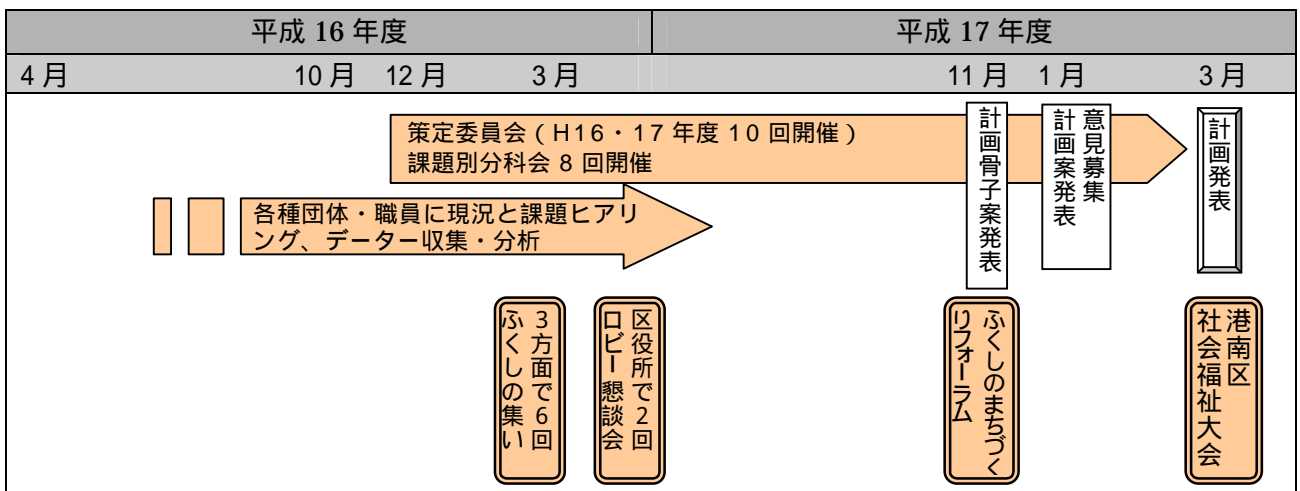 平成 16 年度
平成 17 年度
4 月
10 月
12 月
3 月
11 月
1 月
3 月
策定委員会（H16・17 年度 10 回開催）
課題別分科会 8 回開催
各種団体・職員に現況と課題ヒアリ
ング、データー収集・分析
計画骨子案発表
意見募集
計画案発表
計画発表
3方面で6回
ふくしの集い
区役所で2回
ロビー懇談会
ふくしのまちづく
りフォーラム
港南区
社会福祉大会